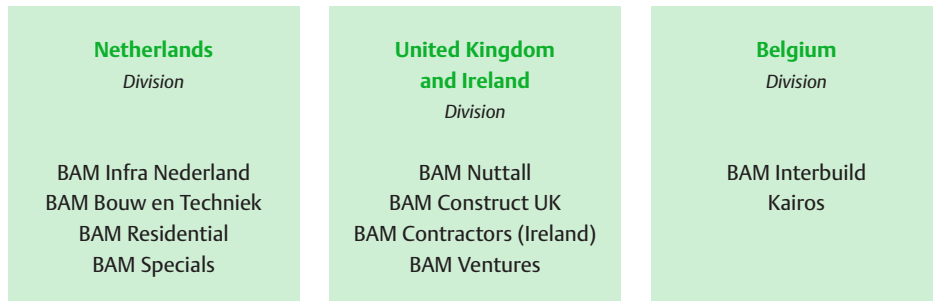 Netherlands
Division
BAM Infra Nederland
BAM Bouw en Techniek
BAM Residential
BAM Specials
United Kingdom
and Ireland
Division
BAM Nuttall
BAM Construct UK
BAM Contractors (Ireland)
BAM Ventures
Belgium
Division
BAM Interbuild
Kairos